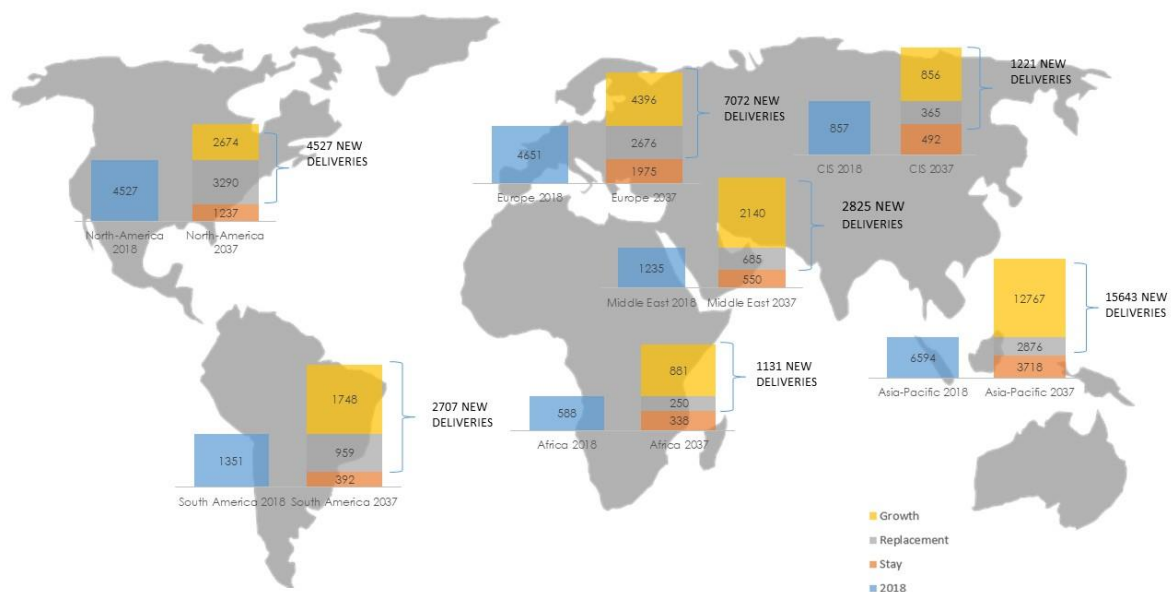 2674
3290
1237
4527
4527 NEW
DELIVERIES
North-America
2018
North-America
2037
4396
2676
1975
4651
7072 NEW
DELIVERIES
Europe 2018
Europe 2037
856
365
492
857
1221 NEW
DELIVERIES
CIS 2018
CIS 2037
2140
685
550
1235
2825 NEW
DELIVERIES
Middle East 2018
Middle East 2037
12767
2876
3718
6594
15643 NEW
DELIVERIES
Asia-Pacific 2018
Asia-Pacific 2037
881
250
338
588
1131 NEW
DELIVERIES
Africa 2018
Africa 2037
1748
959
392
1351
2707 NEW
DELIVERIES
South America 2018
South America 2037
Growth
Replacement
Stay
2018